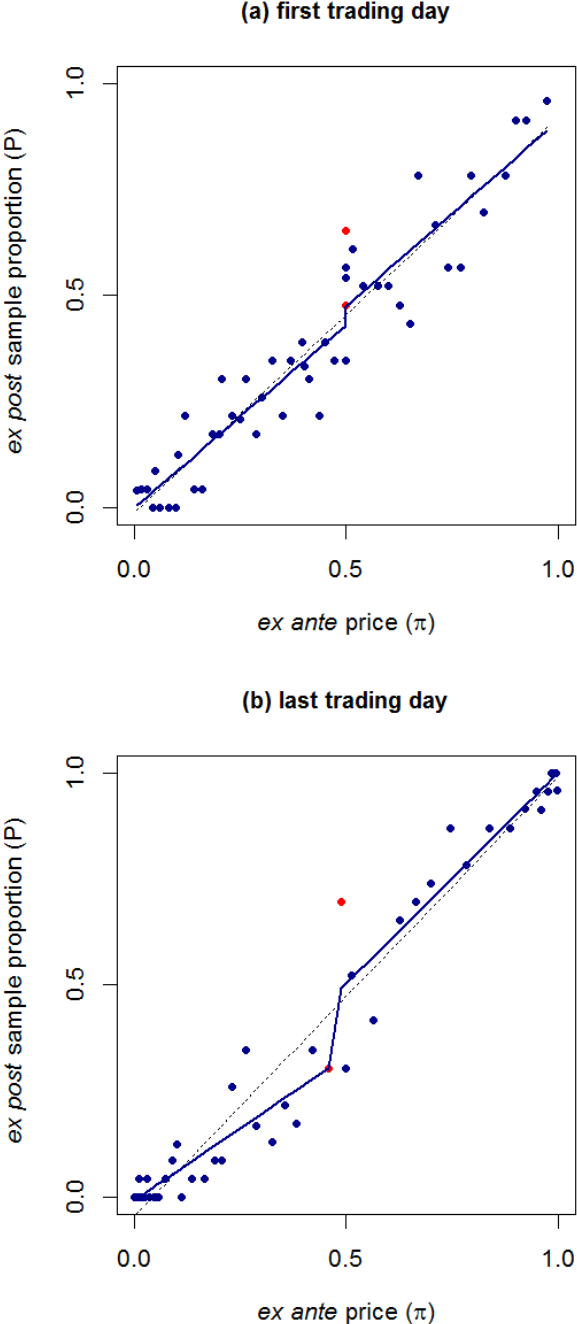 (a) first trading day
1.0
0.5
0.0
ex post sample proportion (P)
0.0 0.5 1.0
ex ante price (π)
(b) last trading day
1.0
0.5
0.0
ex post sample proportion (P)
0.0 0.5 1.0
ex ante price (π)